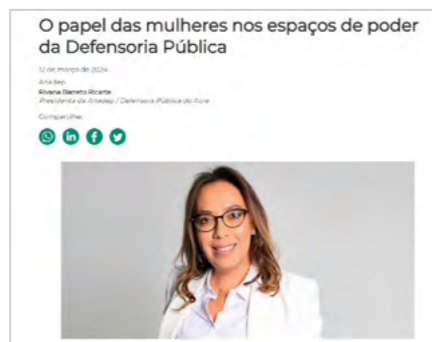 O papel das mulheres nos espaços de poder
da Defensoria Pública
12 de março de 2024
Anadep
Rivana Barreto Ricarte
Presidenta da Anadep / Defensora Pública do Acre
Compartilhe: